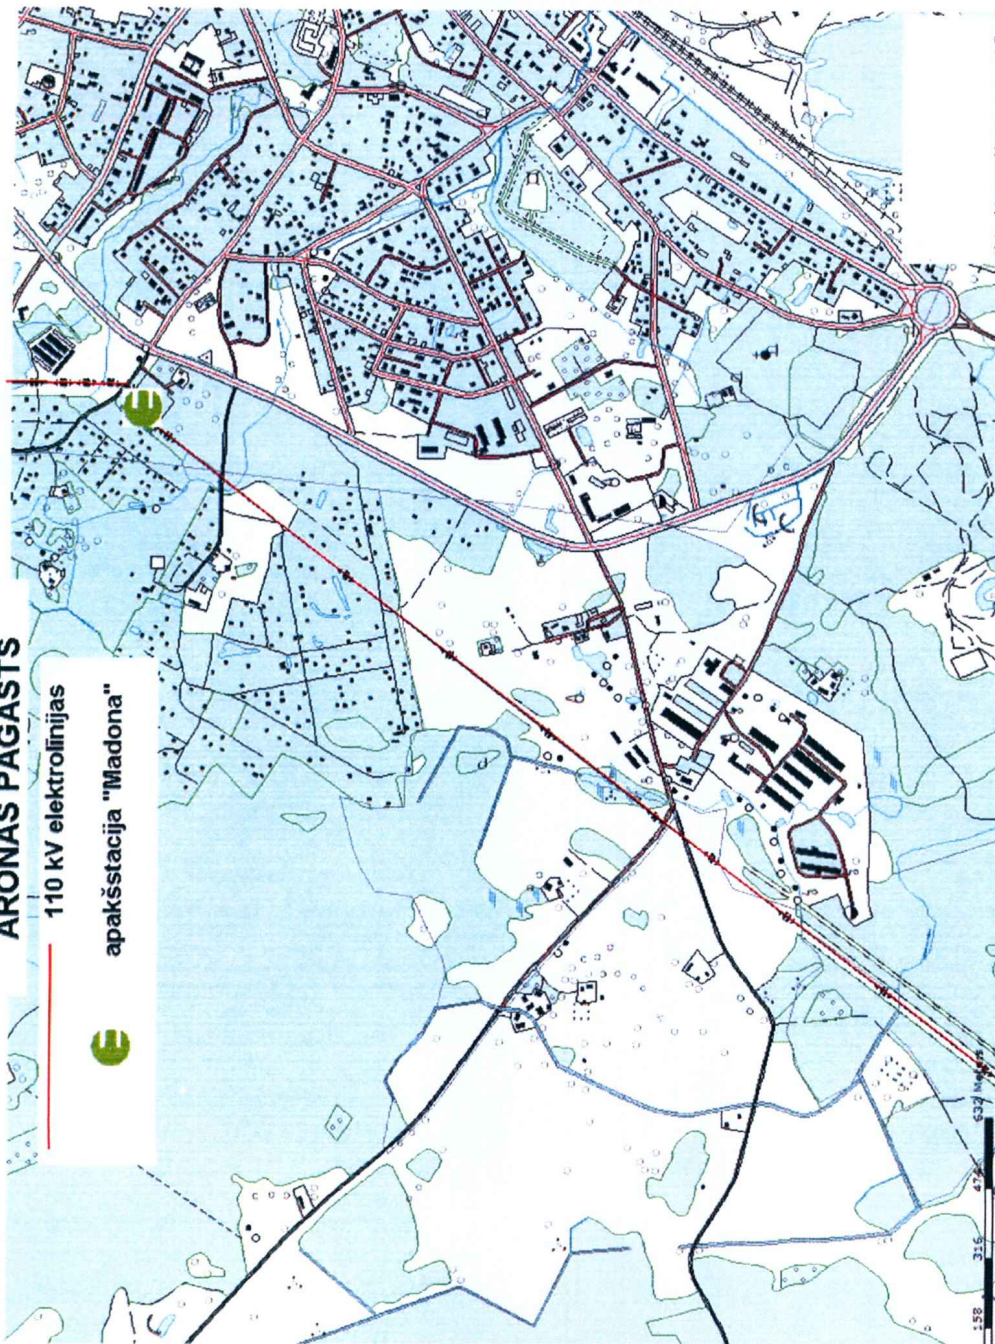 ARONAS PAGASTS
110 kV elektrolīnijas
apakšstacija "Madona"
158 316 474 632 Meters